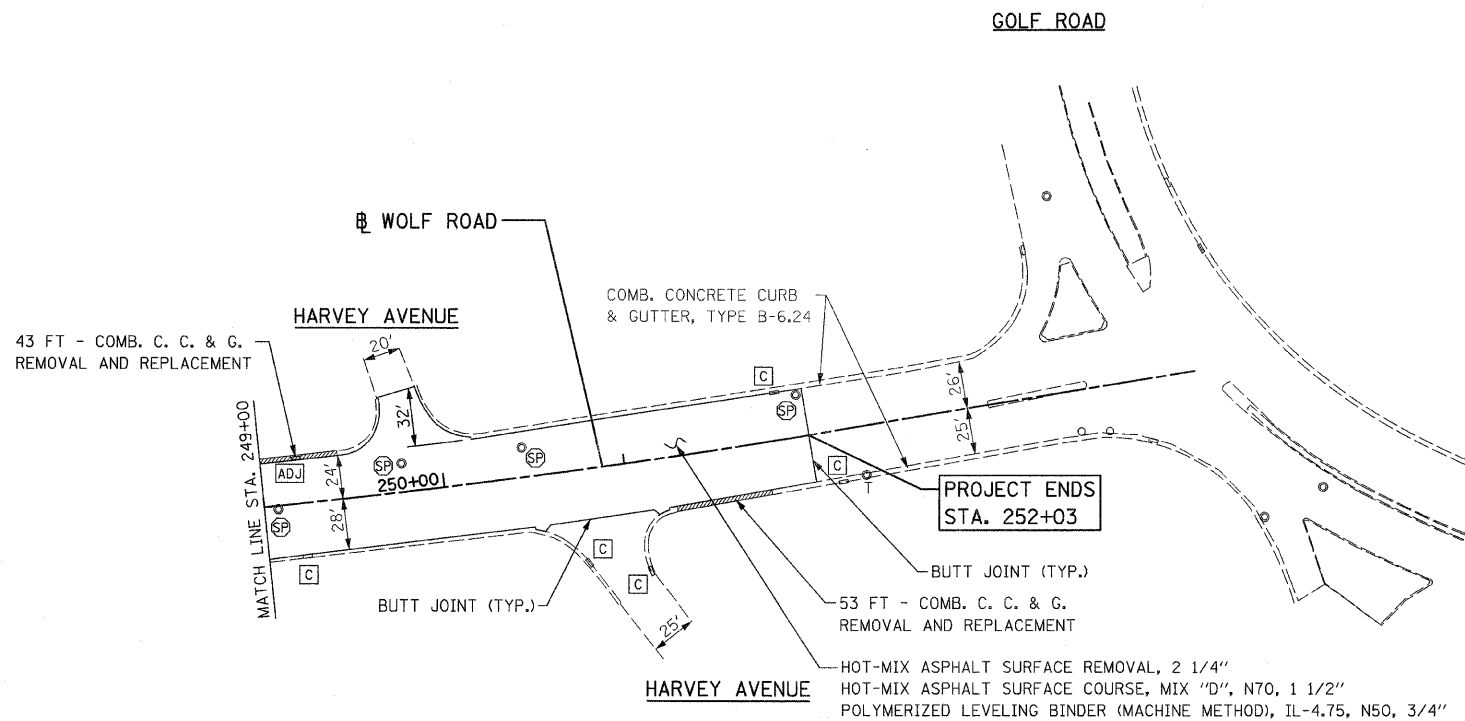 GOLF ROAD
BL WOLF ROAD
COMB. CONCRETE CURB
& GUTTER, TYPE B-6.24
HARVEY AVENUE
43 FT - COMB. C. C. & G.
REMOVAL AND REPLACEMENT
20'
C
26'
SP
32'
MATCH LINE STA. 249+00
25'
SP
SP
ADJ
24'
250+00
C
T
PROJECT ENDS
STA. 252+03
SP
28'
C
C
C
BUTT JOINT (TYP.)
BUTT JOINT (TYP.)
53 FT - COMB. C. C. & G.
REMOVAL AND REPLACEMENT
25'
HOT-MIX ASPHALT SURFACE REMOVAL, 2 1/4"
HARVEY AVENUE
HOT-MIX ASPHALT SURFACE COURSE, MIX "D", N70, 1 1/2"
POLYMERIZED LEVELING BINDER (MACHINE METHOD), IL-4.75, N50, 3/4"